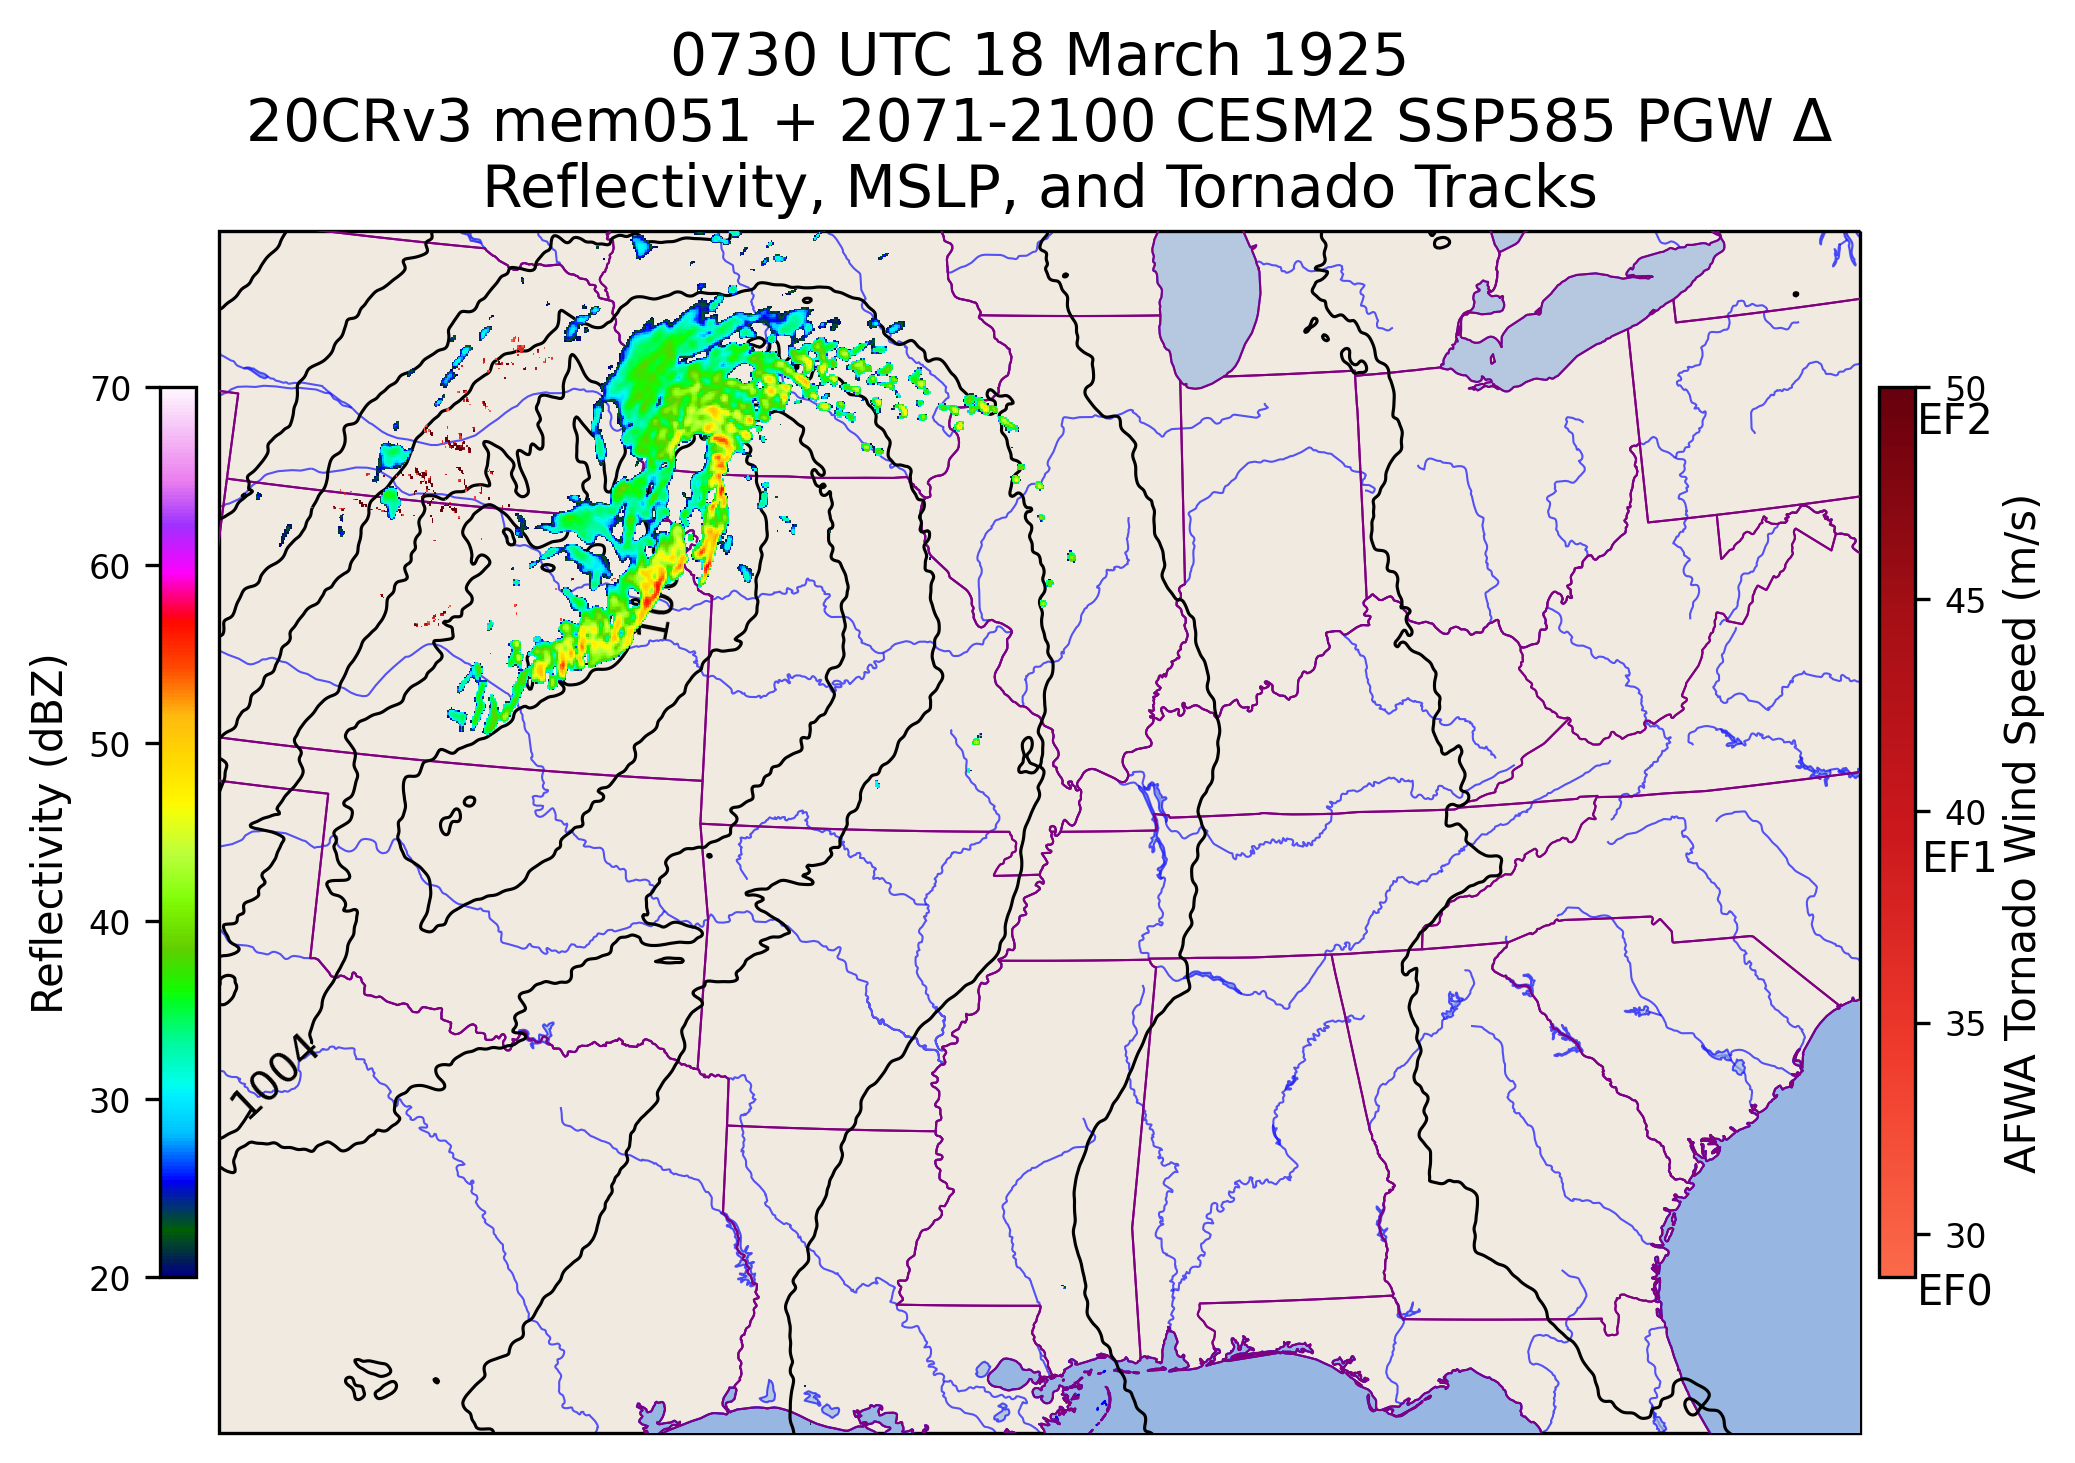 0730 UTC 18 March 1925
20CRv3 mem051 + 2071-2100 CESM2 SSP585 PGW Δ
Reflectivity, MSLP, and Tornado Tracks
70
60
50
40
30
20
Reflectivity (dBZ)
1004
50
EF2
45
40
EF1
35
30
EF0
AFWA Tornado Wind Speed (m/s)